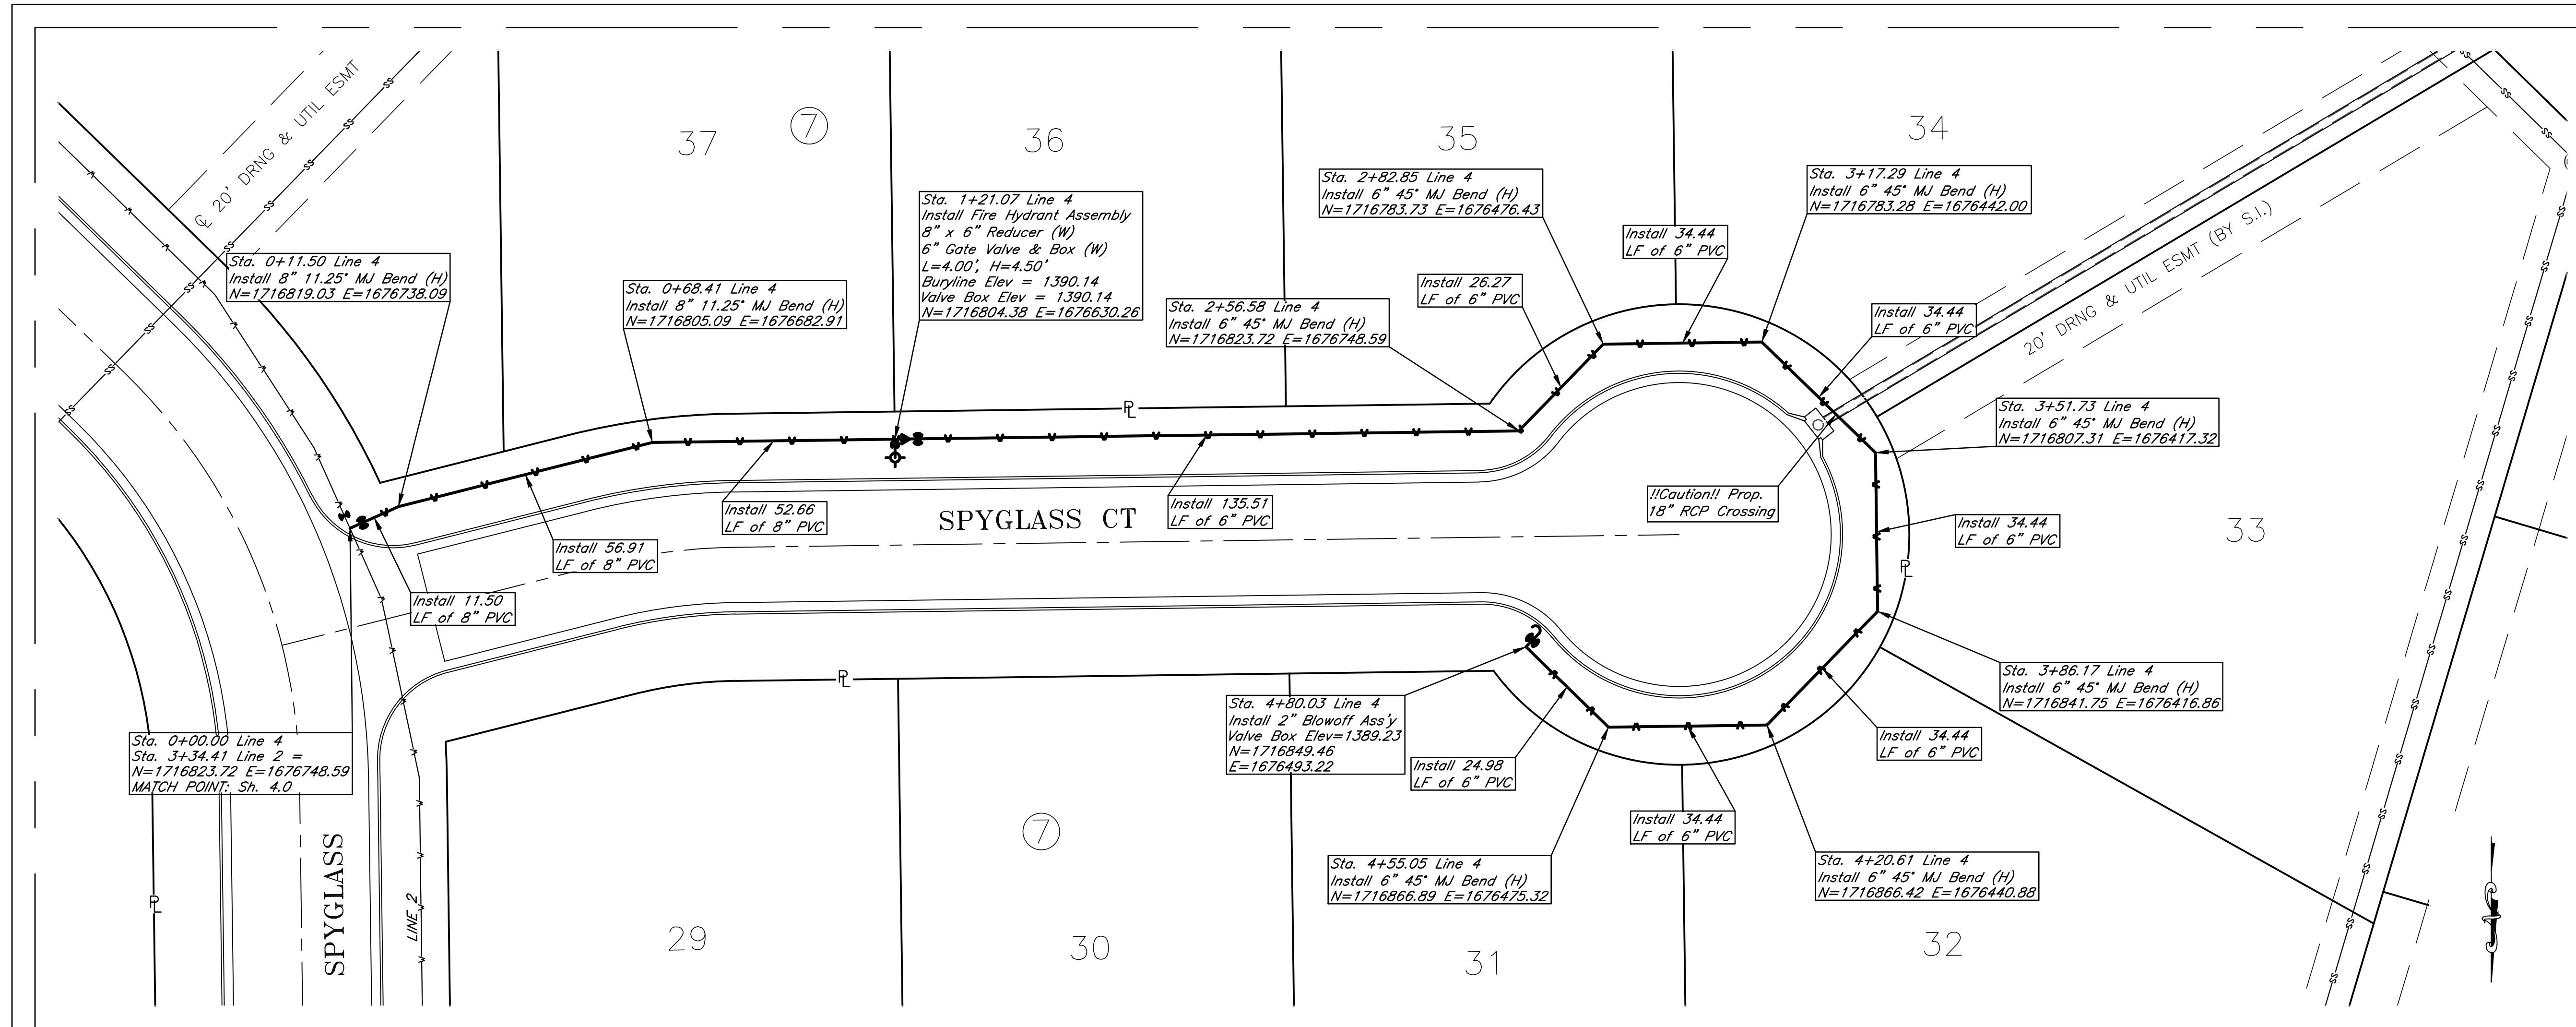 ℄ 20' DRNG & UTIL ESMT
37
7
36
35
34
Sta. 0+11.50 Line 4
Install 8" 11.25° MJ Bend (H)
N=1716819.03 E=1676738.09
Sta. 0+68.41 Line 4
Install 8" 11.25° MJ Bend (H)
N=1716805.09 E=1676682.91
Sta. 1+21.07 Line 4
Install Fire Hydrant Assembly
8" x 6" Reducer (W)
6" Gate Valve & Box (W)
L=4.00', H=4.50'
Buryline Elev = 1390.14
Valve Box Elev = 1390.14
N=1716804.38 E=1676630.26
Sta. 2+56.58 Line 4
Install 6" 45° MJ Bend (H)
N=1716823.72 E=1676748.59
Sta. 2+82.85 Line 4
Install 6" 45° MJ Bend (H)
N=1716783.73 E=1676476.43
Install 26.27
LF of 6" PVC
Install 34.44
LF of 6" PVC
Sta. 3+17.29 Line 4
Install 6" 45° MJ Bend (H)
N=1716783.28 E=1676442.00
Install 34.44
LF of 6" PVC
20' DRNG & UTIL ESMT (BY S.I.)
Sta. 3+51.73 Line 4
Install 6" 45° MJ Bend (H)
N=1716807.31 E=1676417.32
PL
Install 11.50
LF of 8" PVC
Install 56.91
LF of 8" PVC
Install 52.66
LF of 8" PVC
SPYGLASS CT
Install 135.51
LF of 6" PVC
!!Caution!! Prop.
18" RCP Crossing
Install 34.44
LF of 6" PVC
33
PL
Sta. 0+00.00 Line 4
Sta. 3+34.41 Line 2 =
N=1716823.72 E=1676748.59
MATCH POINT: Sh. 4.0
PL
Sta. 4+80.03 Line 4
Install 2" Blowoff Ass'y
Valve Box Elev=1389.23
N=1716849.46
E=1676493.22
Install 24.98
LF of 6" PVC
Install 34.44
LF of 6" PVC
Sta. 3+86.17 Line 4
Install 6" 45° MJ Bend (H)
N=1716841.75 E=1676416.86
Install 34.44
LF of 6" PVC
Sta. 4+55.05 Line 4
Install 6" 45° MJ Bend (H)
N=1716866.89 E=1676475.32
Sta. 4+20.61 Line 4
Install 6" 45° MJ Bend (H)
N=1716866.42 E=1676440.88
PL
SPYGLASS
LINE 2
29
7
30
31
32